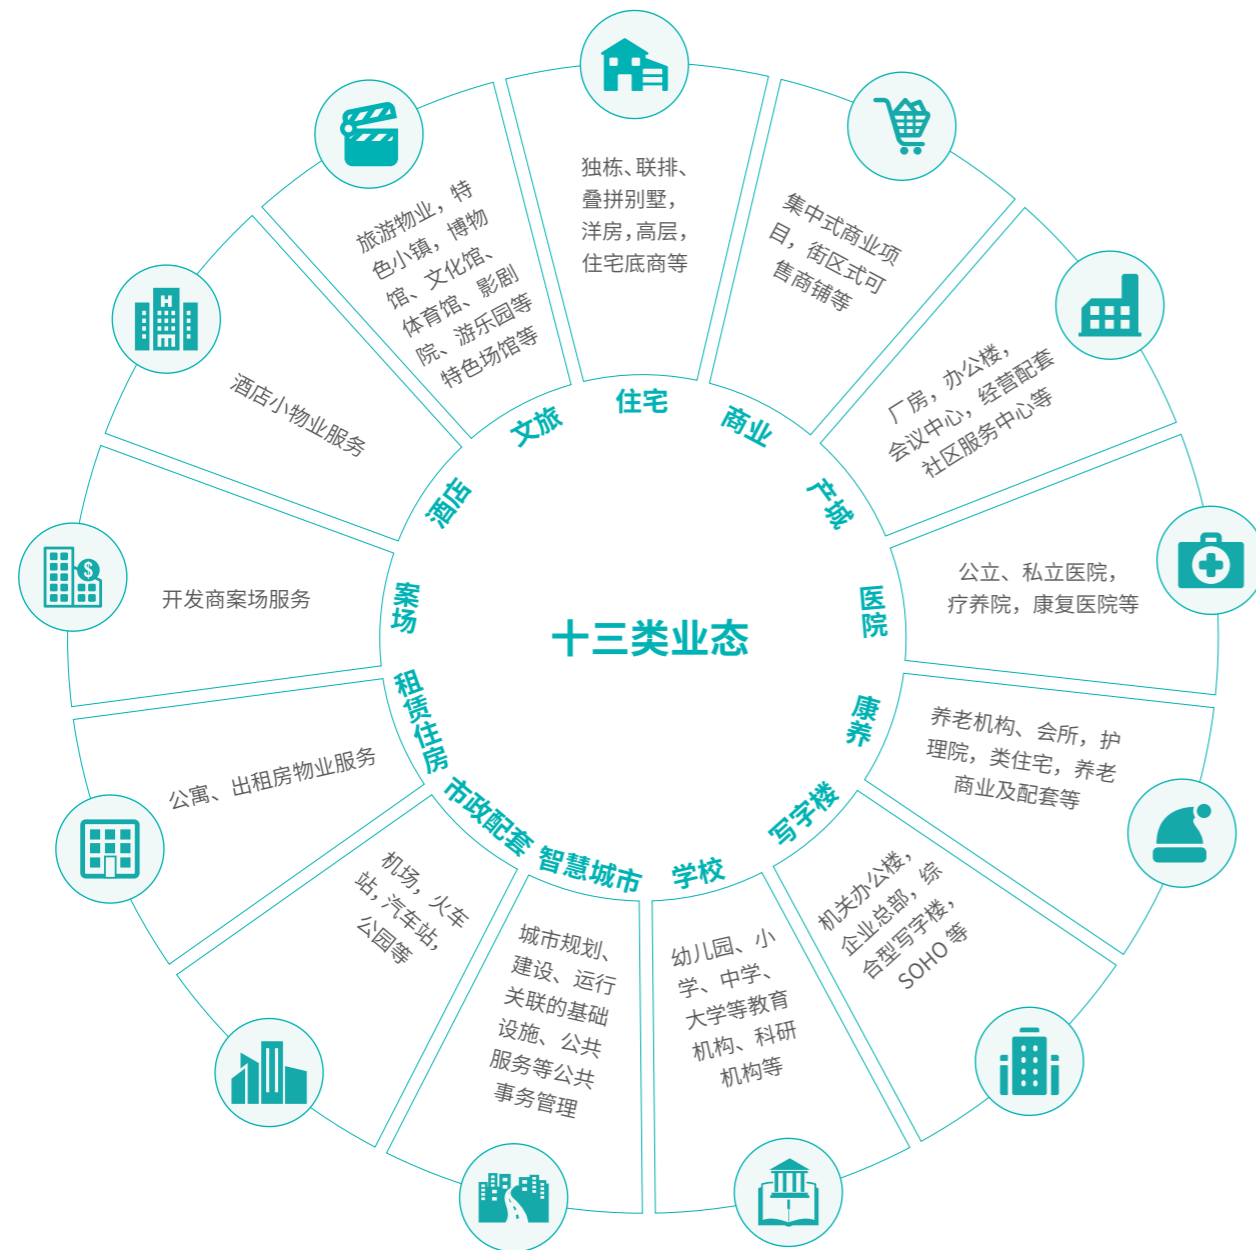 十三类业态
住宅
独栋、联排、
叠拼别墅，
洋房，高层，
住宅底商等
商业
集中式商业项
目，街区式可
售商铺等
产城
厂房，办公楼，
会议中心，经营配套
社区服务中心等
医院
公立、私立医院，
疗养院，康复医院等
康养
养老机构、会所，护
理院，类住宅，养老
商业及配套等
写字楼
机关办公楼，
企业总部，综
合型写字楼，
SOHO 等
学校
幼儿园、小
学、中学、
大学等教育
机构、科研
机构等
智慧城市
城市规划、
建设、运行
关联的基础
设施、公共
服务等公共
事务管理
市政配套
机场，火车
站，汽车站，
公园等
租赁住房
公寓、出租房物业服务
案场
开发商案场服务
酒店
酒店小物业服务
文旅
旅游物业，特
色小镇，博物
馆、文化馆、
体育馆、影剧
院、游乐园等
特色场馆等
H
$